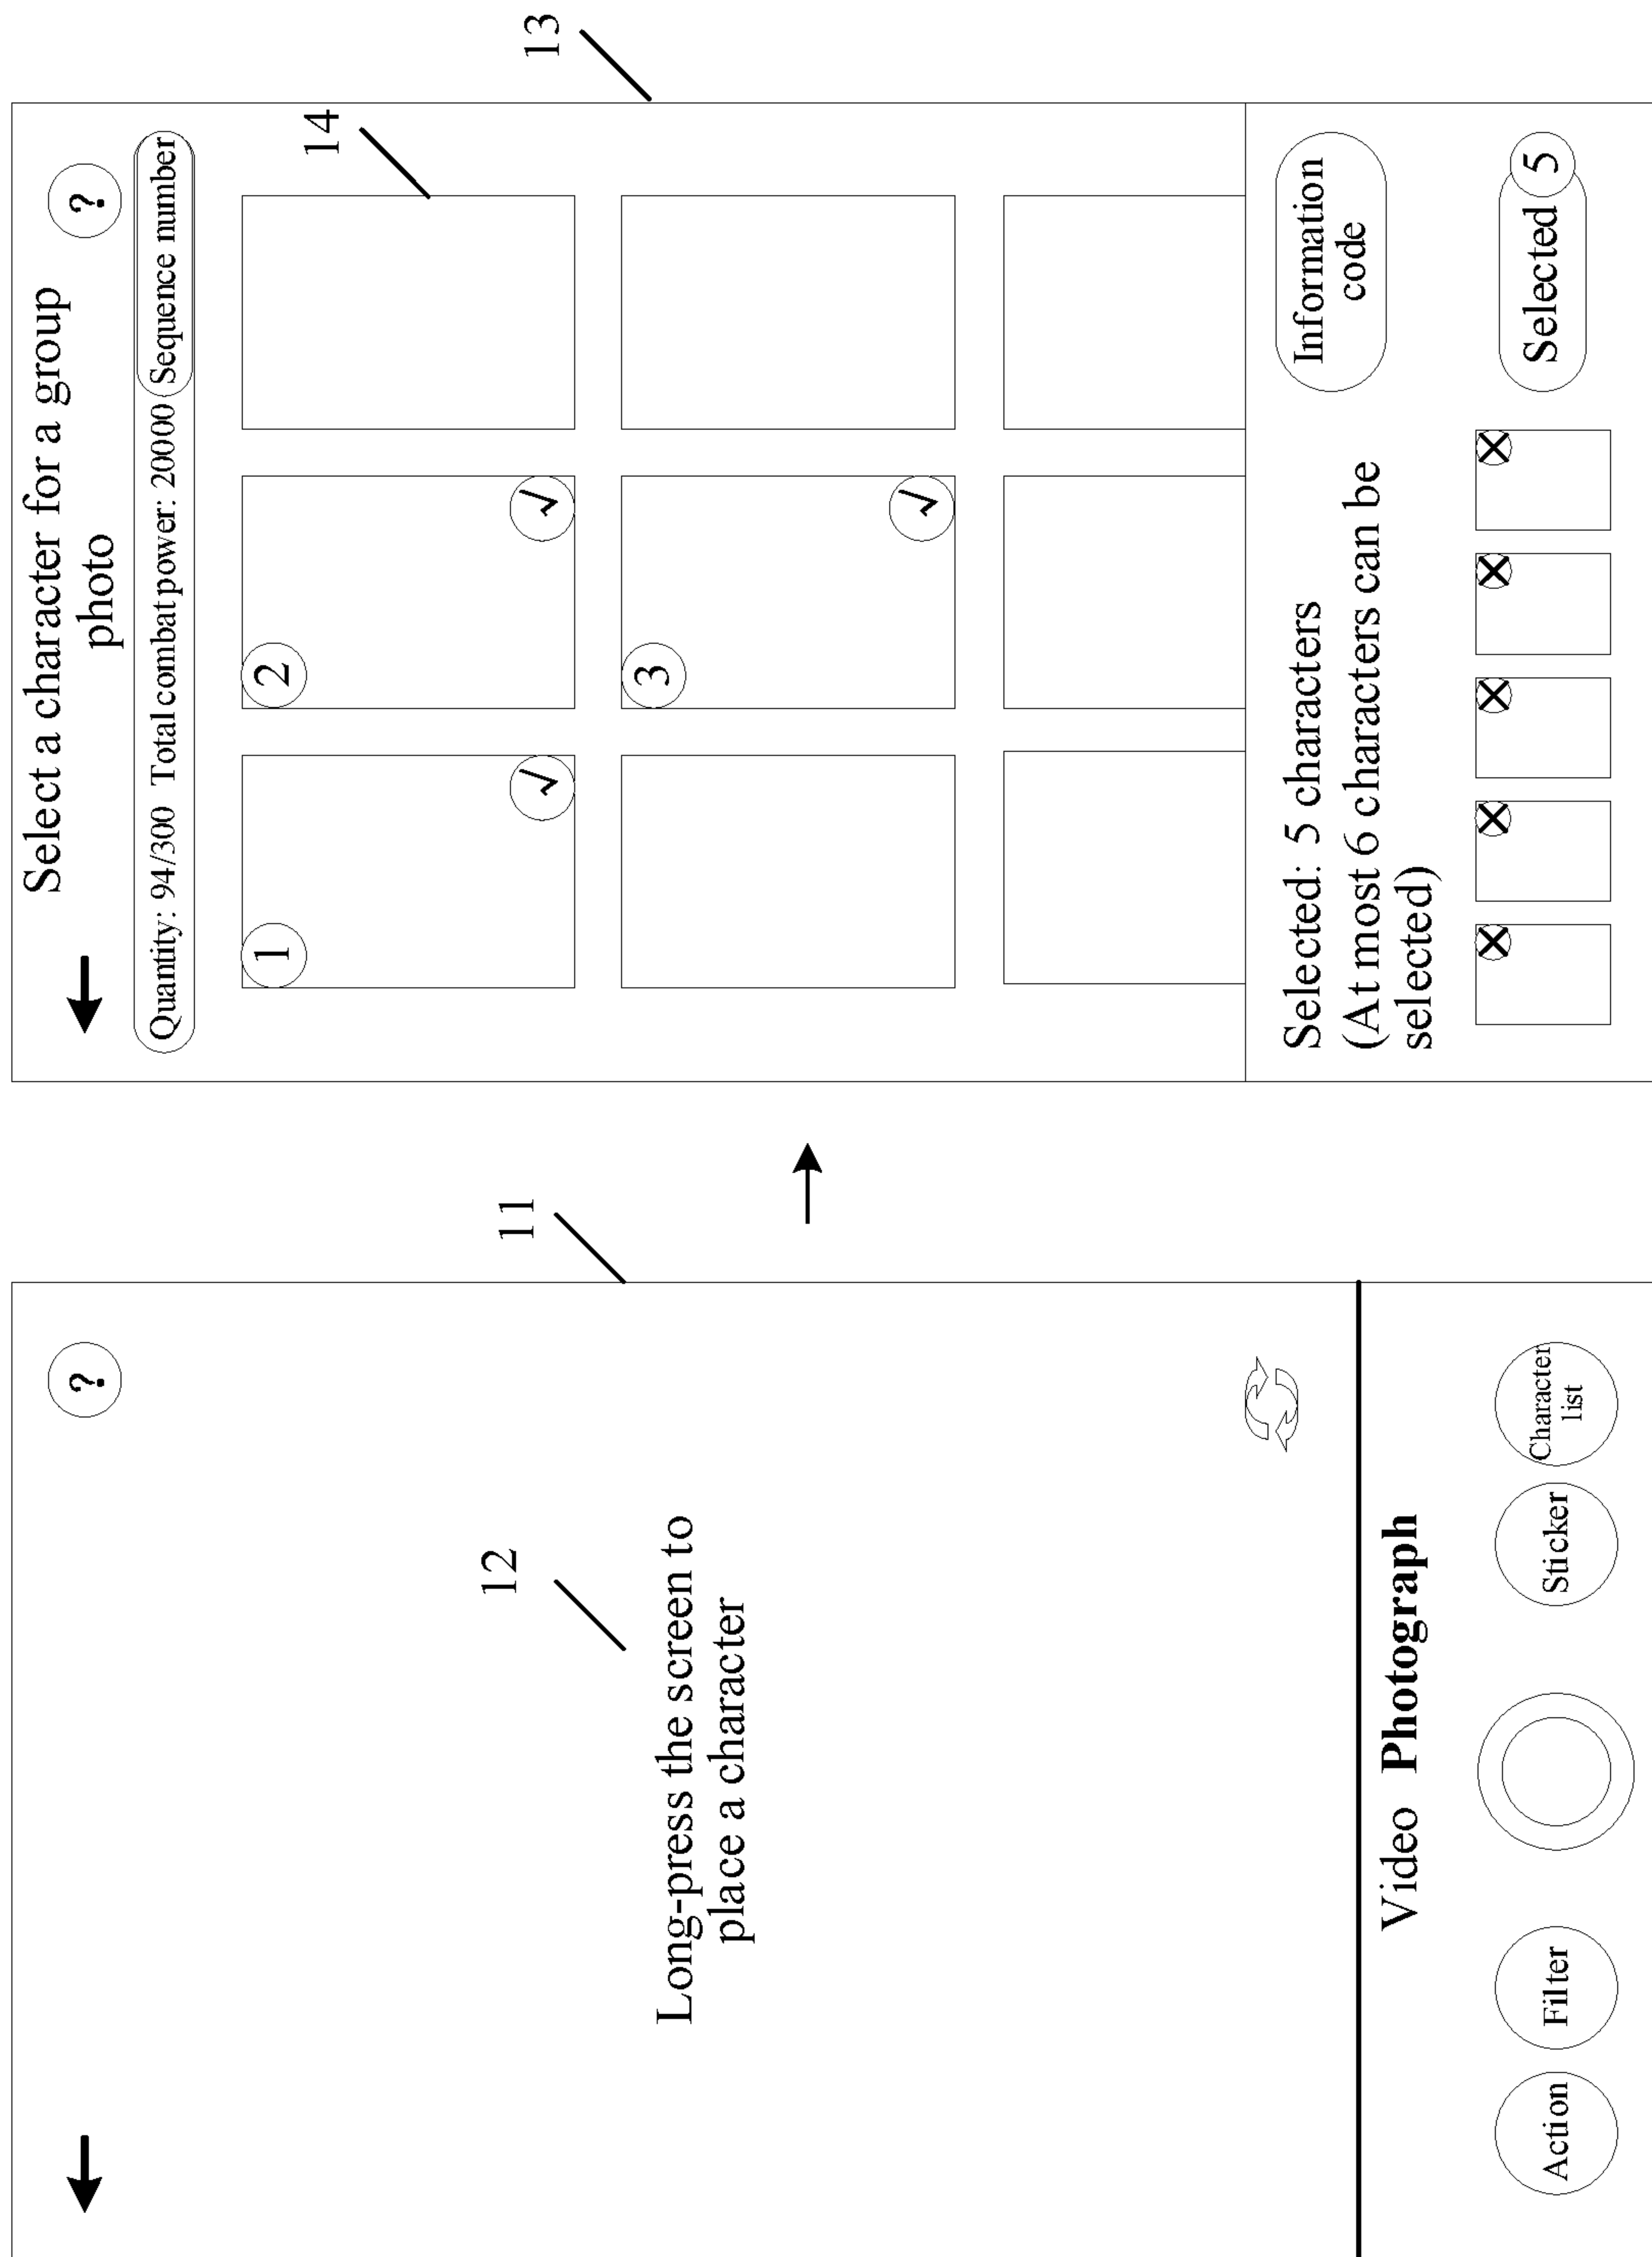 ?
11
12
Long-press the screen to
place a character
Video Photograph
Action
Filter
Sticker
Character
list
Select a character for a group
photo
?
Quantity: 94/300 Total combat power: 20000
Sequence number
13
14
1
√
2
√
3
√
Selected: 5 characters
(At most 6 characters can be
selected)
Information
code
Selected
5